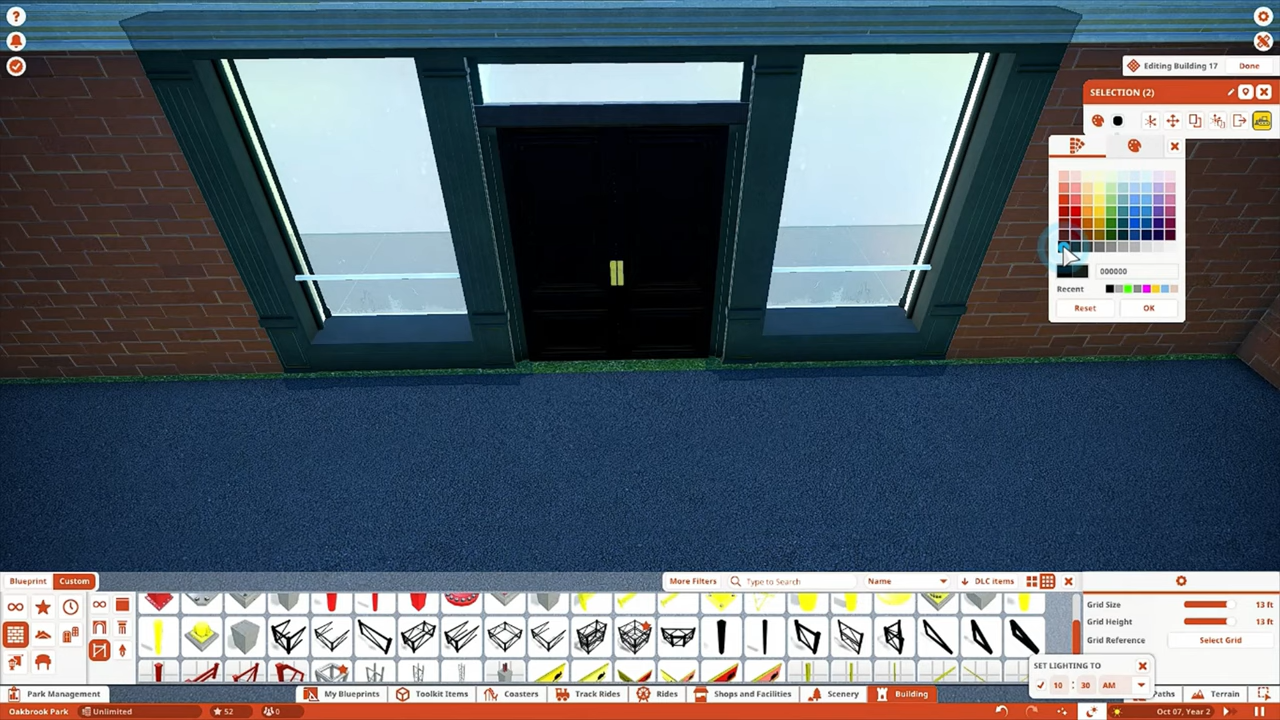 ?
Editing Building 17 Done
SELECTION (2)
000000
Recent
Reset OK
Blueprint Custom
More Filters Type to Search Name DLC items
Grid Size 13 ft
Grid Height 13 ft
Grid Reference Select Grid
SET LIGHTING TO
10 : 30 AM
Park Management My Blueprints Toolkit Items Coasters Track Rides Rides Shops and Facilities Scenery Building Paths Terrain
Oakbrook Park Unlimited 52 0 Oct 07, Year 2